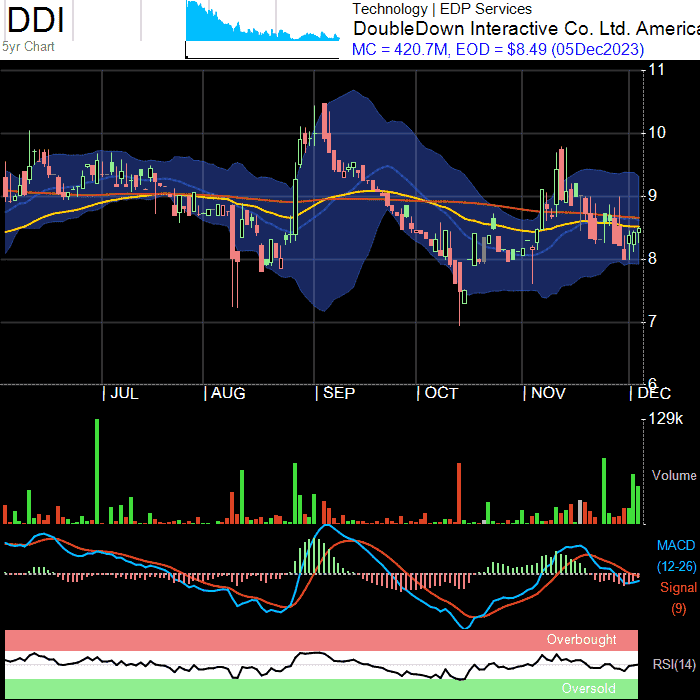 DDI
5yr Chart
Technology | EDP Services
DoubleDown Interactive Co. Ltd. America
MC = 420.7M, EOD = $8.49 (05Dec2023)
11
10
9
8
7
6
| JUL
| AUG
| SEP
| OCT
| NOV
| DEC
129k
Volume
MACD
(12-26)
Signal
(9)
Overbought
RSI(14)
Oversold